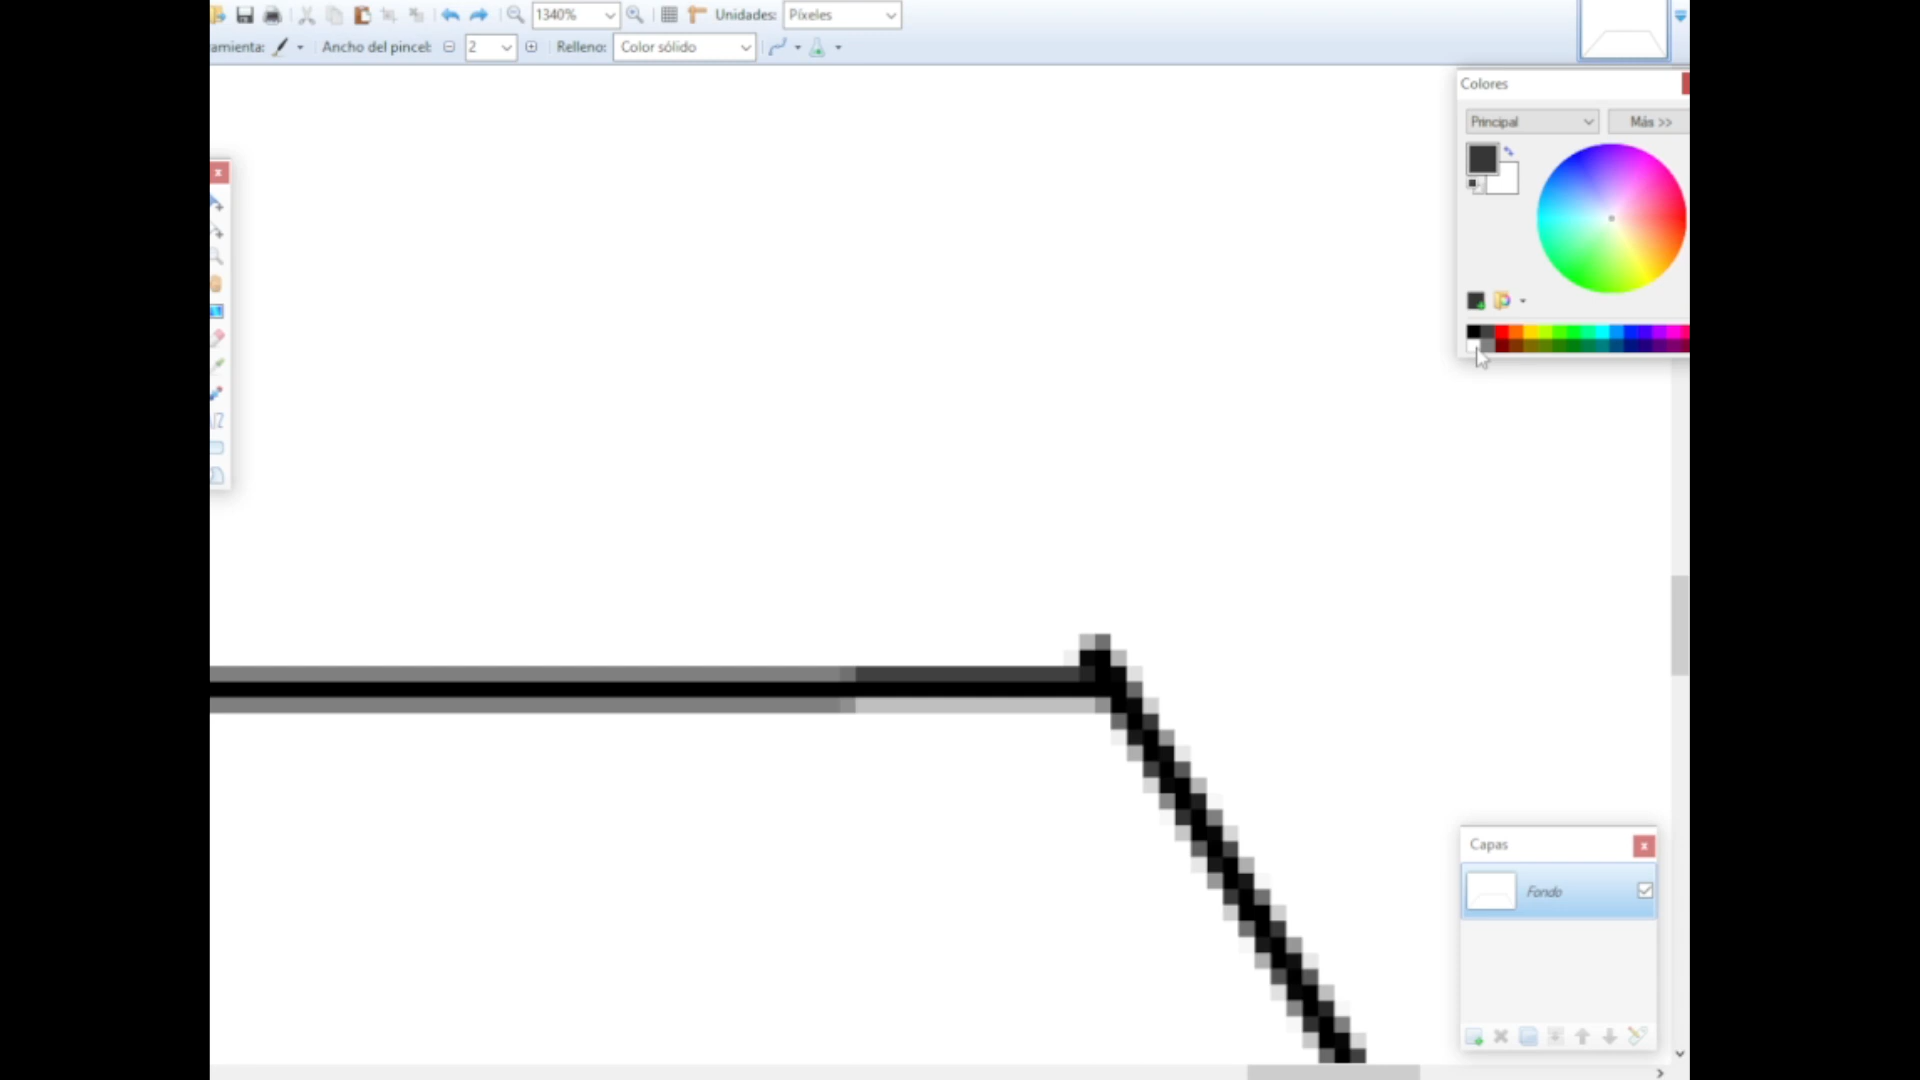 1340%
Unidades: Píxeles
amienta:
Ancho del pincel: 2
Relleno: Color sólido
Colores
Principal
Más >>
Capas
Fondo